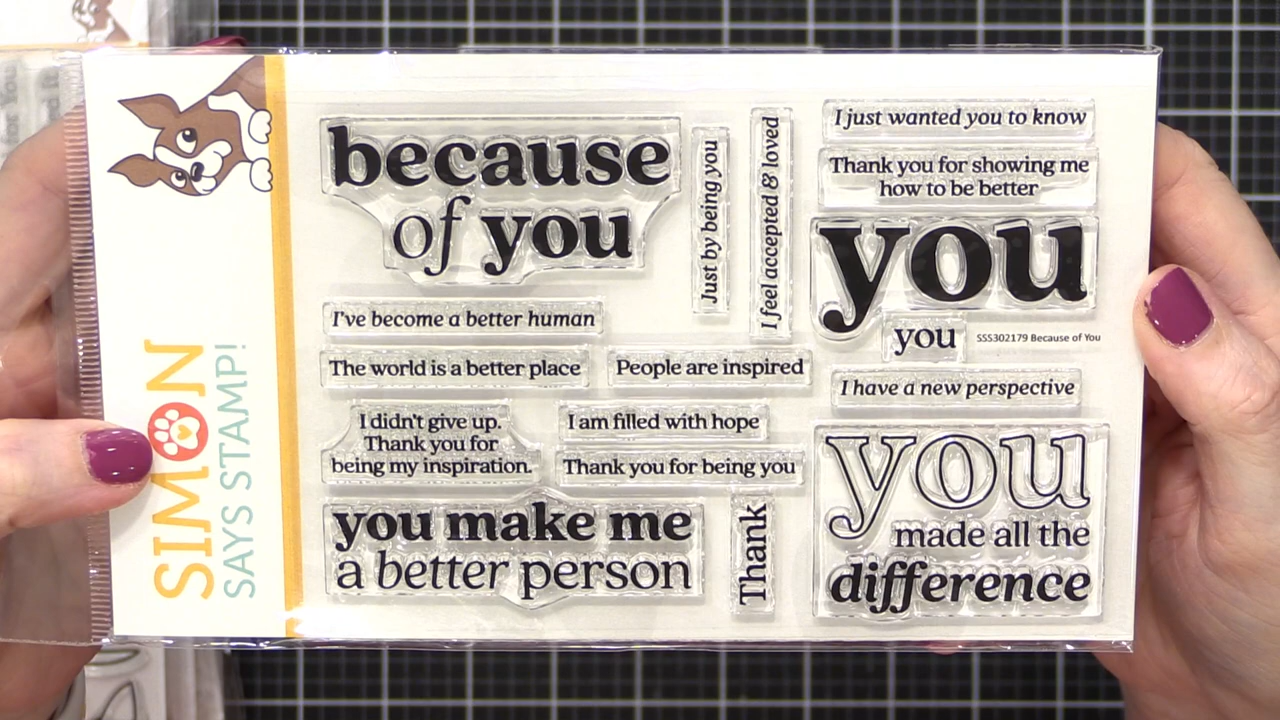 SIMON
SAYS STAMP!
because
of you
Just by being you
I feel accepted & loved
I just wanted you to know
Thank you for showing me
how to be better
you
you
SSS302179 Because of You
I've become a better human
The world is a better place
People are inspired
I have a new perspective
I didn't give up.
Thank you for
being my inspiration.
I am filled with hope
Thank you for being you
you make me
a better person
Thank
you
made all the
difference